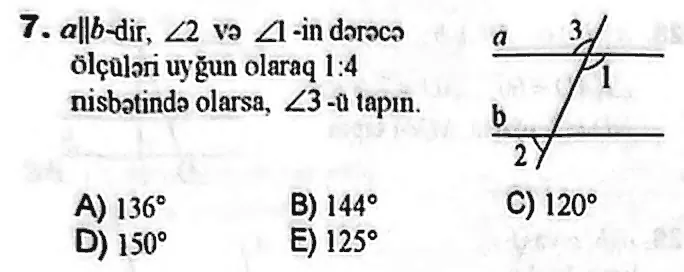 7. a||b-dir, ∠2 və ∠1-in dərəcə
ölçüləri uyğun olaraq 1:4
nisbətində olarsa, ∠3-ü tapın.
a
3
1
b
2
A) 136° B) 144° C) 120°
D) 150° E) 125°